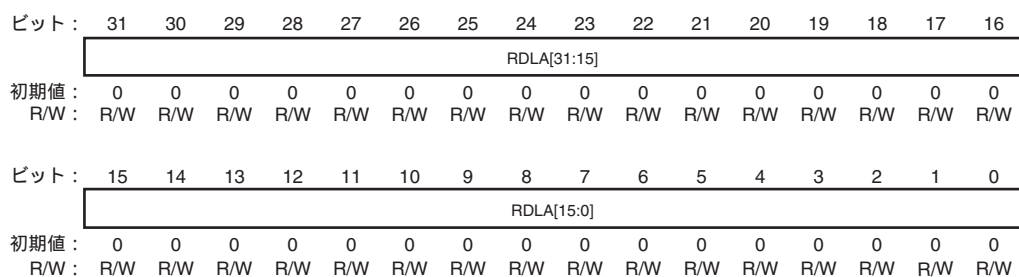 ビット： 31 30 29 28 27 26 25 24 23 22 21 20 19 18 17 16
RDLA[31:15]
初期値： 0 0 0 0 0 0 0 0 0 0 0 0 0 0 0 0
R/W： R/W R/W R/W R/W R/W R/W R/W R/W R/W R/W R/W R/W R/W R/W R/W R/W
ビット： 15 14 13 12 11 10 9 8 7 6 5 4 3 2 1 0
RDLA[15:0]
初期値： 0 0 0 0 0 0 0 0 0 0 0 0 0 0 0 0
R/W： R/W R/W R/W R/W R/W R/W R/W R/W R/W R/W R/W R/W R/W R/W R/W R/W